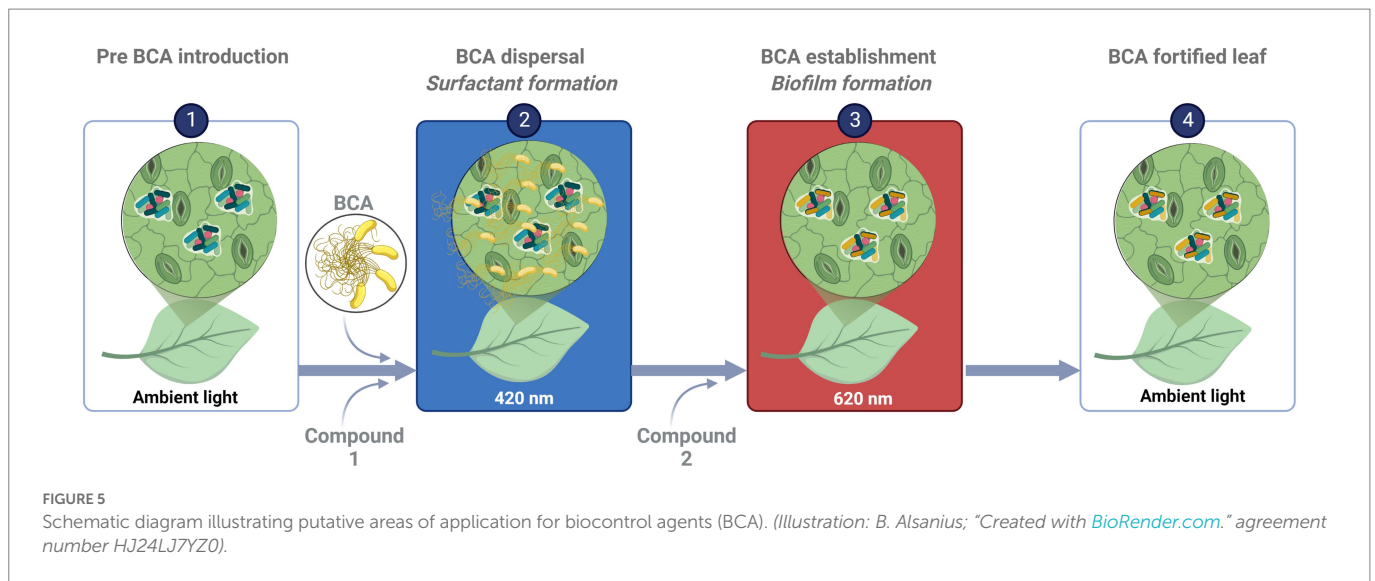 Pre BCA introduction
BCA dispersal
Surfactant formation
BCA establishment
Biofilm formation
BCA fortified leaf
1
2
3
4
BCA
Ambient light
420 nm
620 nm
Ambient light
Compound
1
Compound
2
FIGURE 5
Schematic diagram illustrating putative areas of application for biocontrol agents (BCA). (Illustration: B. Alsanius; “Created with BioRender.com.” agreement
number HJ24LJ7YZ0).